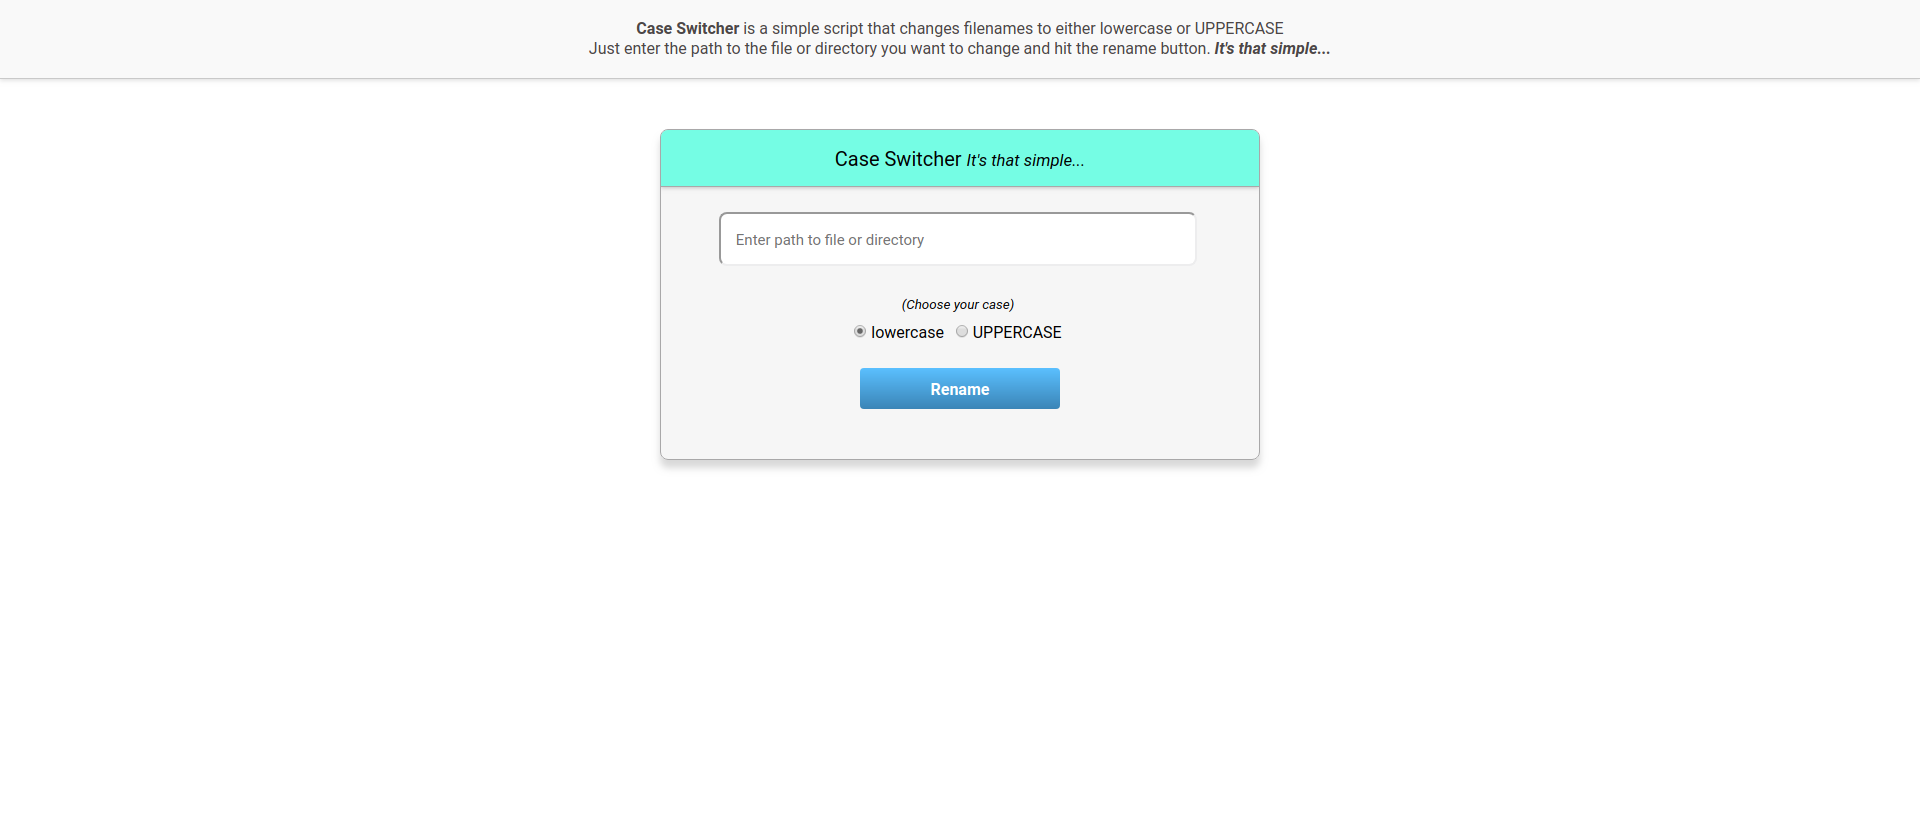 Case Switcher is a simple script that changes filenames to either lowercase or UPPERCASE
Just enter the path to the file or directory you want to change and hit the rename button. It's that simple...
Case Switcher It's that simple...
Enter path to file or directory
(Choose your case)
lowercase UPPERCASE
Rename